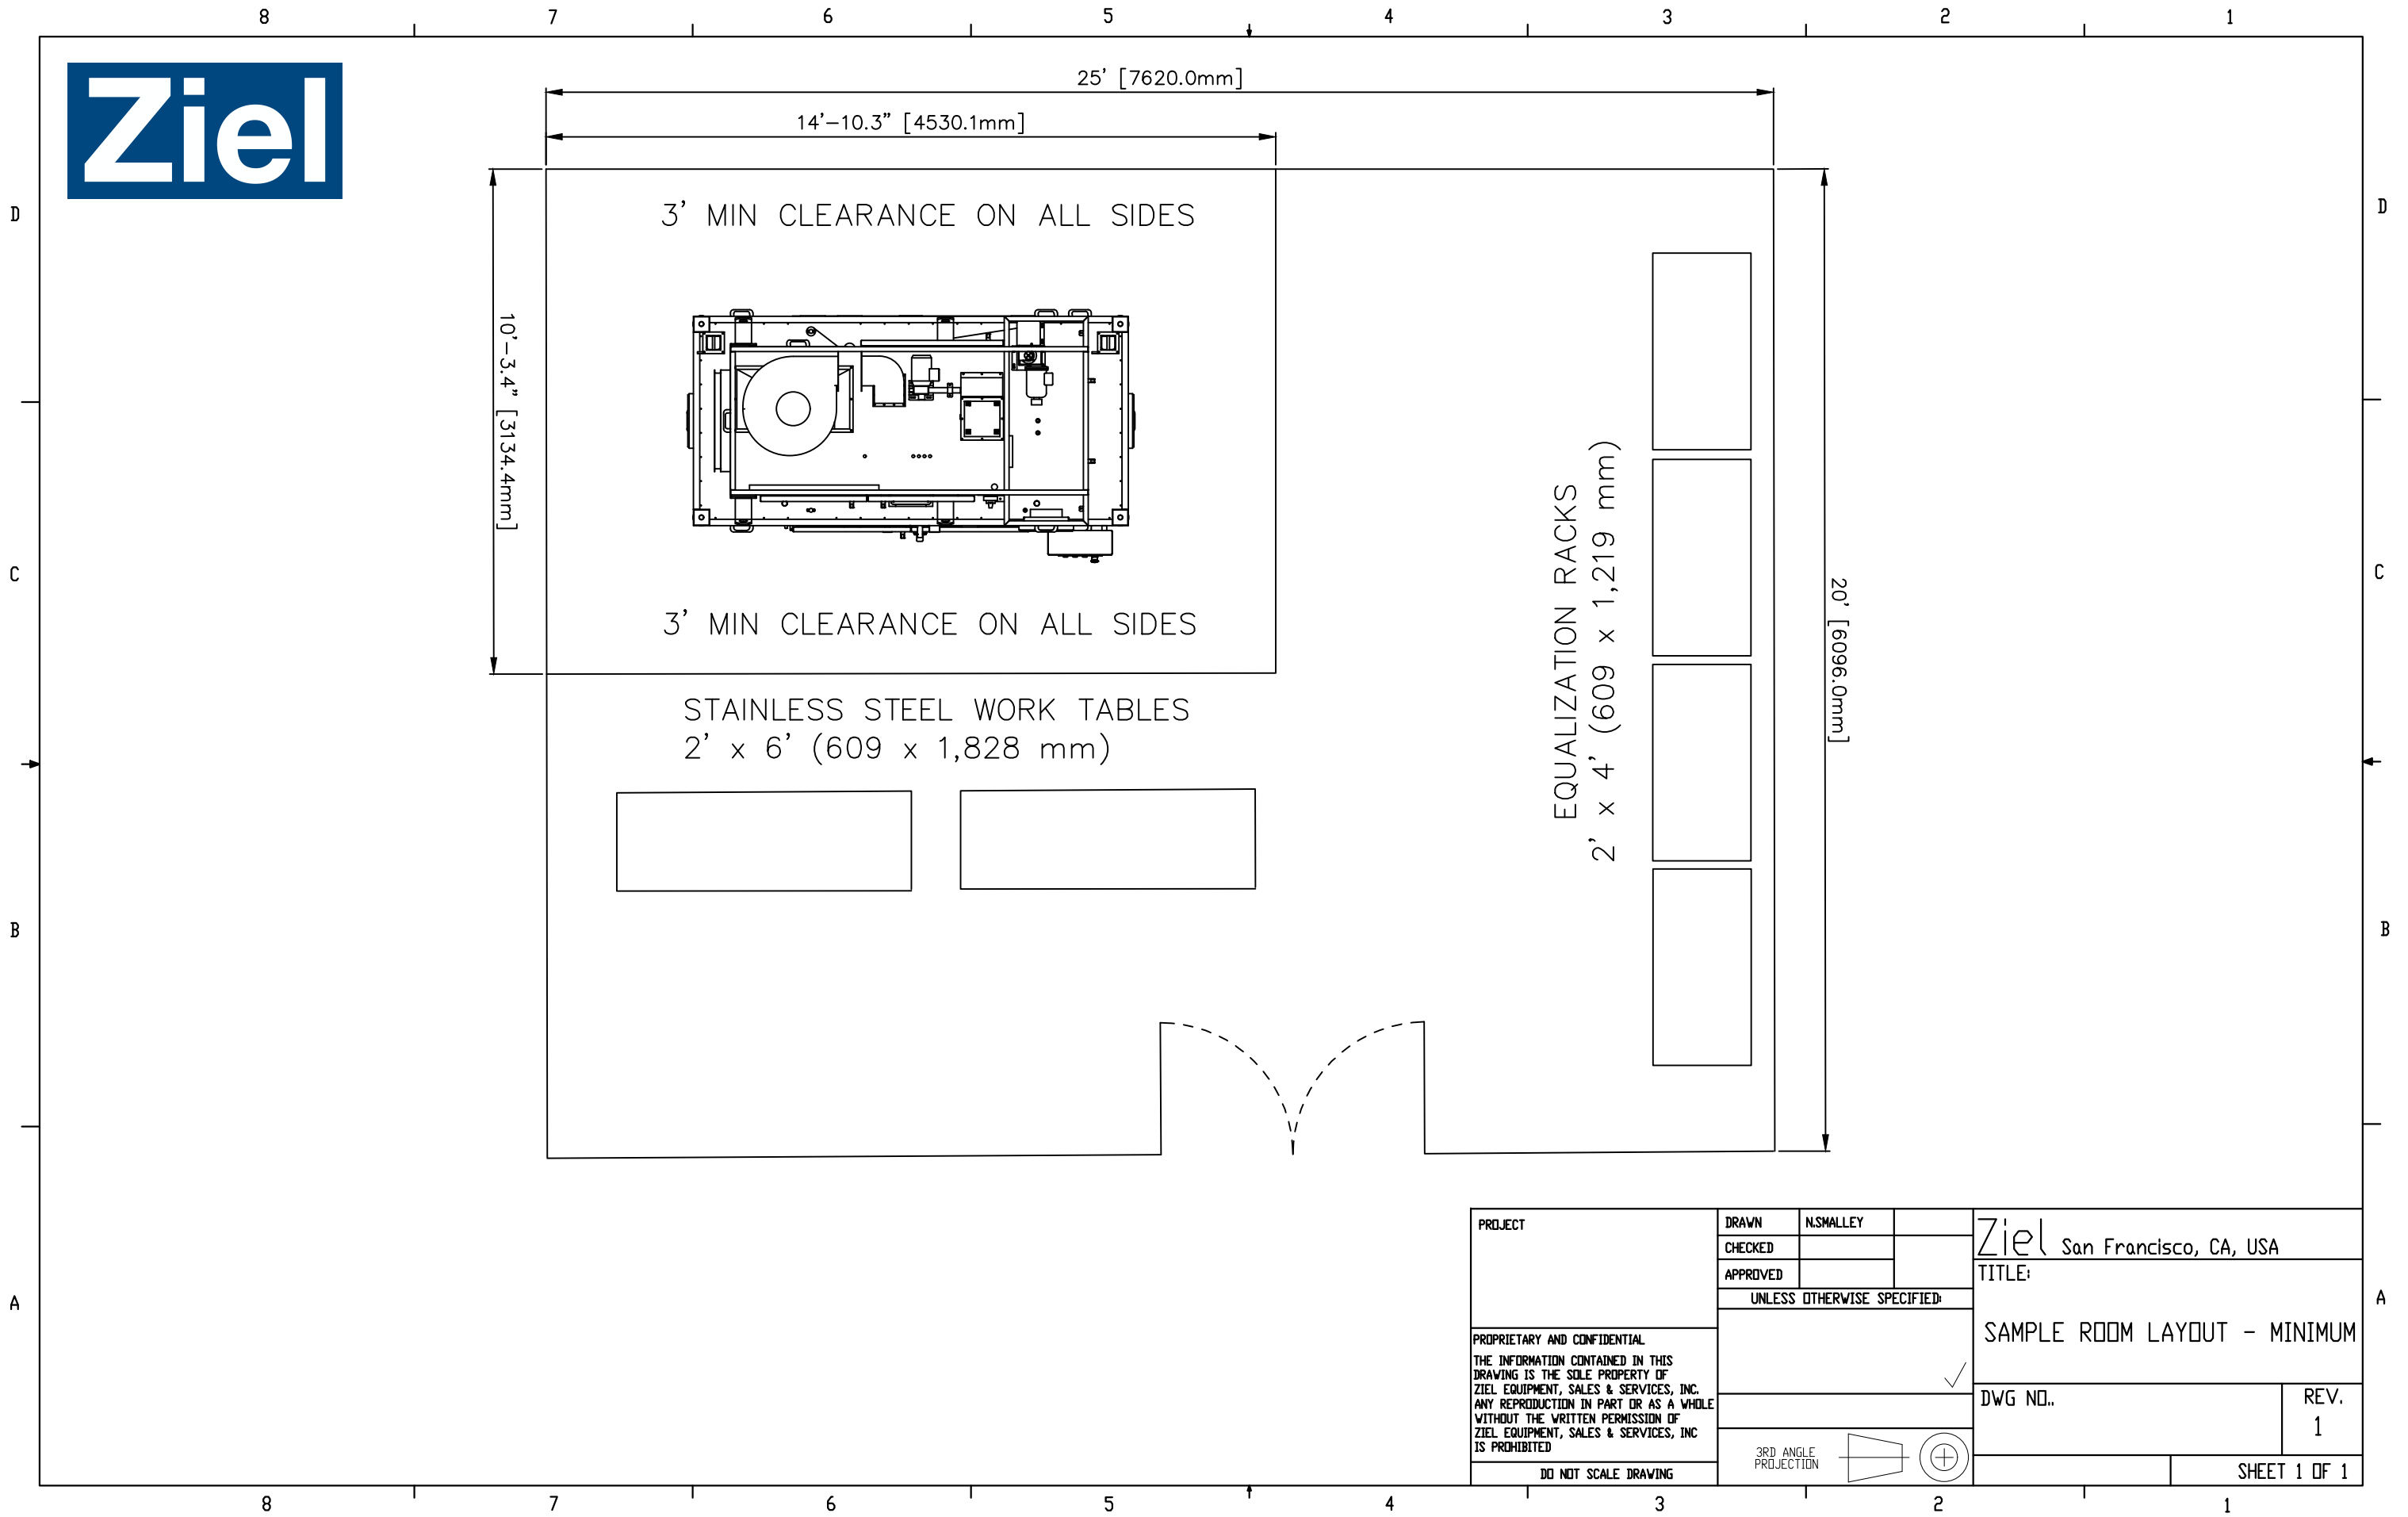 8 7 6 5 4 3 2 1
Ziel
25' [7620.0mm]
14'-10.3" [4530.1mm]
D
D
3' MIN CLEARANCE ON ALL SIDES
10'-3.4" [3134.4mm]
EQUALIZATION RACKS
2' x 4' (609 x 1,219 mm)
20' [6096.0mm]
C
C
3' MIN CLEARANCE ON ALL SIDES
STAINLESS STEEL WORK TABLES
2' x 6' (609 x 1,828 mm)
B
B
A
A
PROJECT
PROPRIETARY AND CONFIDENTIAL
THE INFORMATION CONTAINED IN THIS
DRAWING IS THE SOLE PROPERTY OF
ZIEL EQUIPMENT, SALES & SERVICES, INC.
ANY REPRODUCTION IN PART OR AS A WHOLE
WITHOUT THE WRITTEN PERMISSION OF
ZIEL EQUIPMENT, SALES & SERVICES, INC
IS PROHIBITED
DO NOT SCALE DRAWING
DRAWN N.SMALLEY
CHECKED
APPROVED
UNLESS OTHERWISE SPECIFIED:
3RD ANGLE
PROJECTION
Ziel San Francisco, CA, USA
TITLE:
SAMPLE ROOM LAYOUT - MINIMUM
DWG NO..
REV.
1
SHEET 1 OF 1
8 7 6 5 4 3 2 1